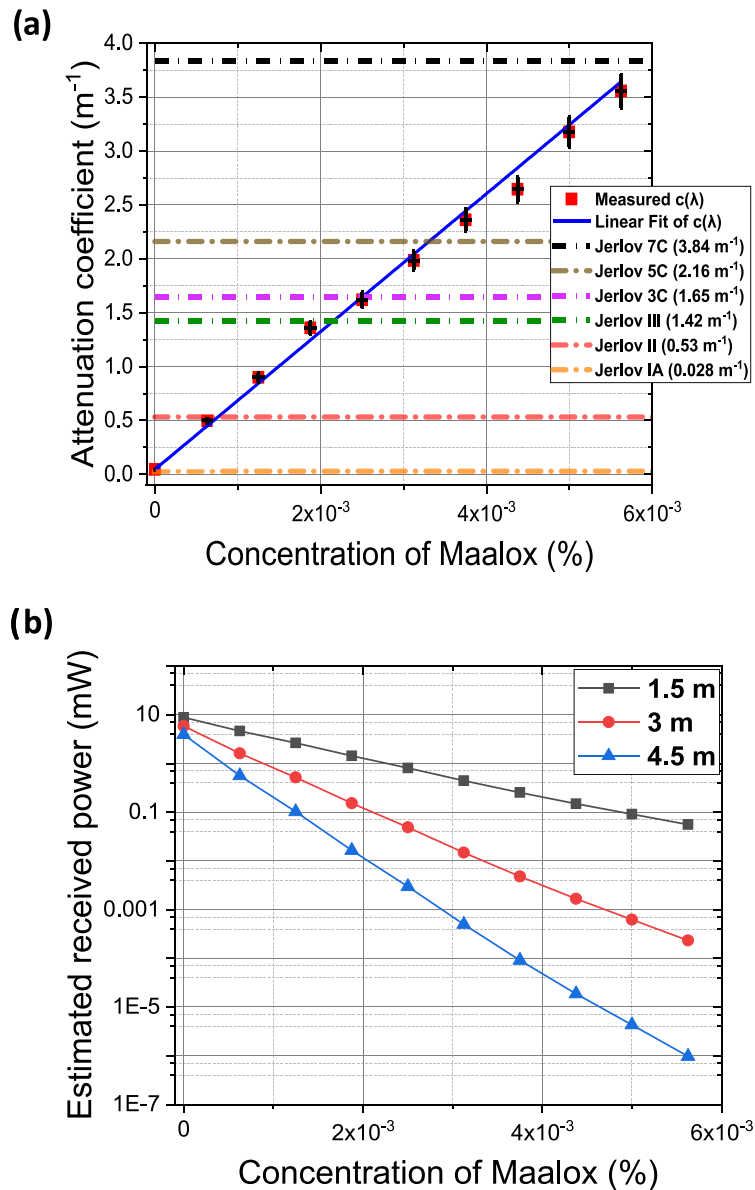 (a)
4.0
3.5
3.0
2.5
2.0
1.5
1.0
0.5
0.0
Attenuation coefficient (m⁻¹)
Measured c(λ)
Linear Fit of c(λ)
Jerlov 7C (3.84 m⁻¹)
Jerlov 5C (2.16 m⁻¹)
Jerlov 3C (1.65 m⁻¹)
Jerlov III (1.42 m⁻¹)
Jerlov II (0.53 m⁻¹)
Jerlov IA (0.028 m⁻¹)
0 2x10⁻³ 4x10⁻³ 6x10⁻³
Concentration of Maalox (%)
(b)
10
0.1
0.001
1E-5
1E-7
Estimated received power (mW)
1.5 m
3 m
4.5 m
0 2x10⁻³ 4x10⁻³ 6x10⁻³
Concentration of Maalox (%)